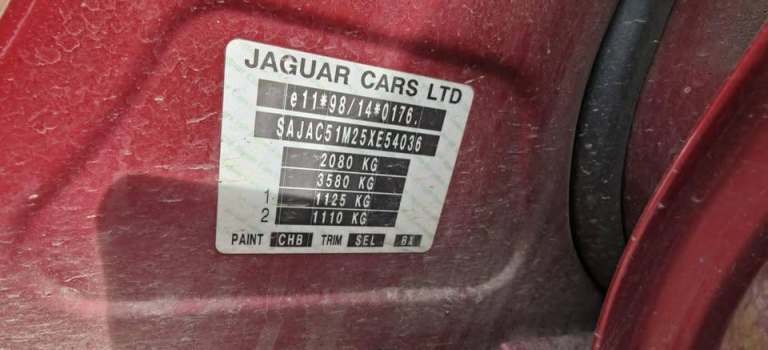 JAGUAR CARS LTD
e11*98/14*0176.
SAJAC51M25XE54036
2080 KG
3580 KG
1 1125 KG
2 1110 KG
PAINT CHB TRIM SEL